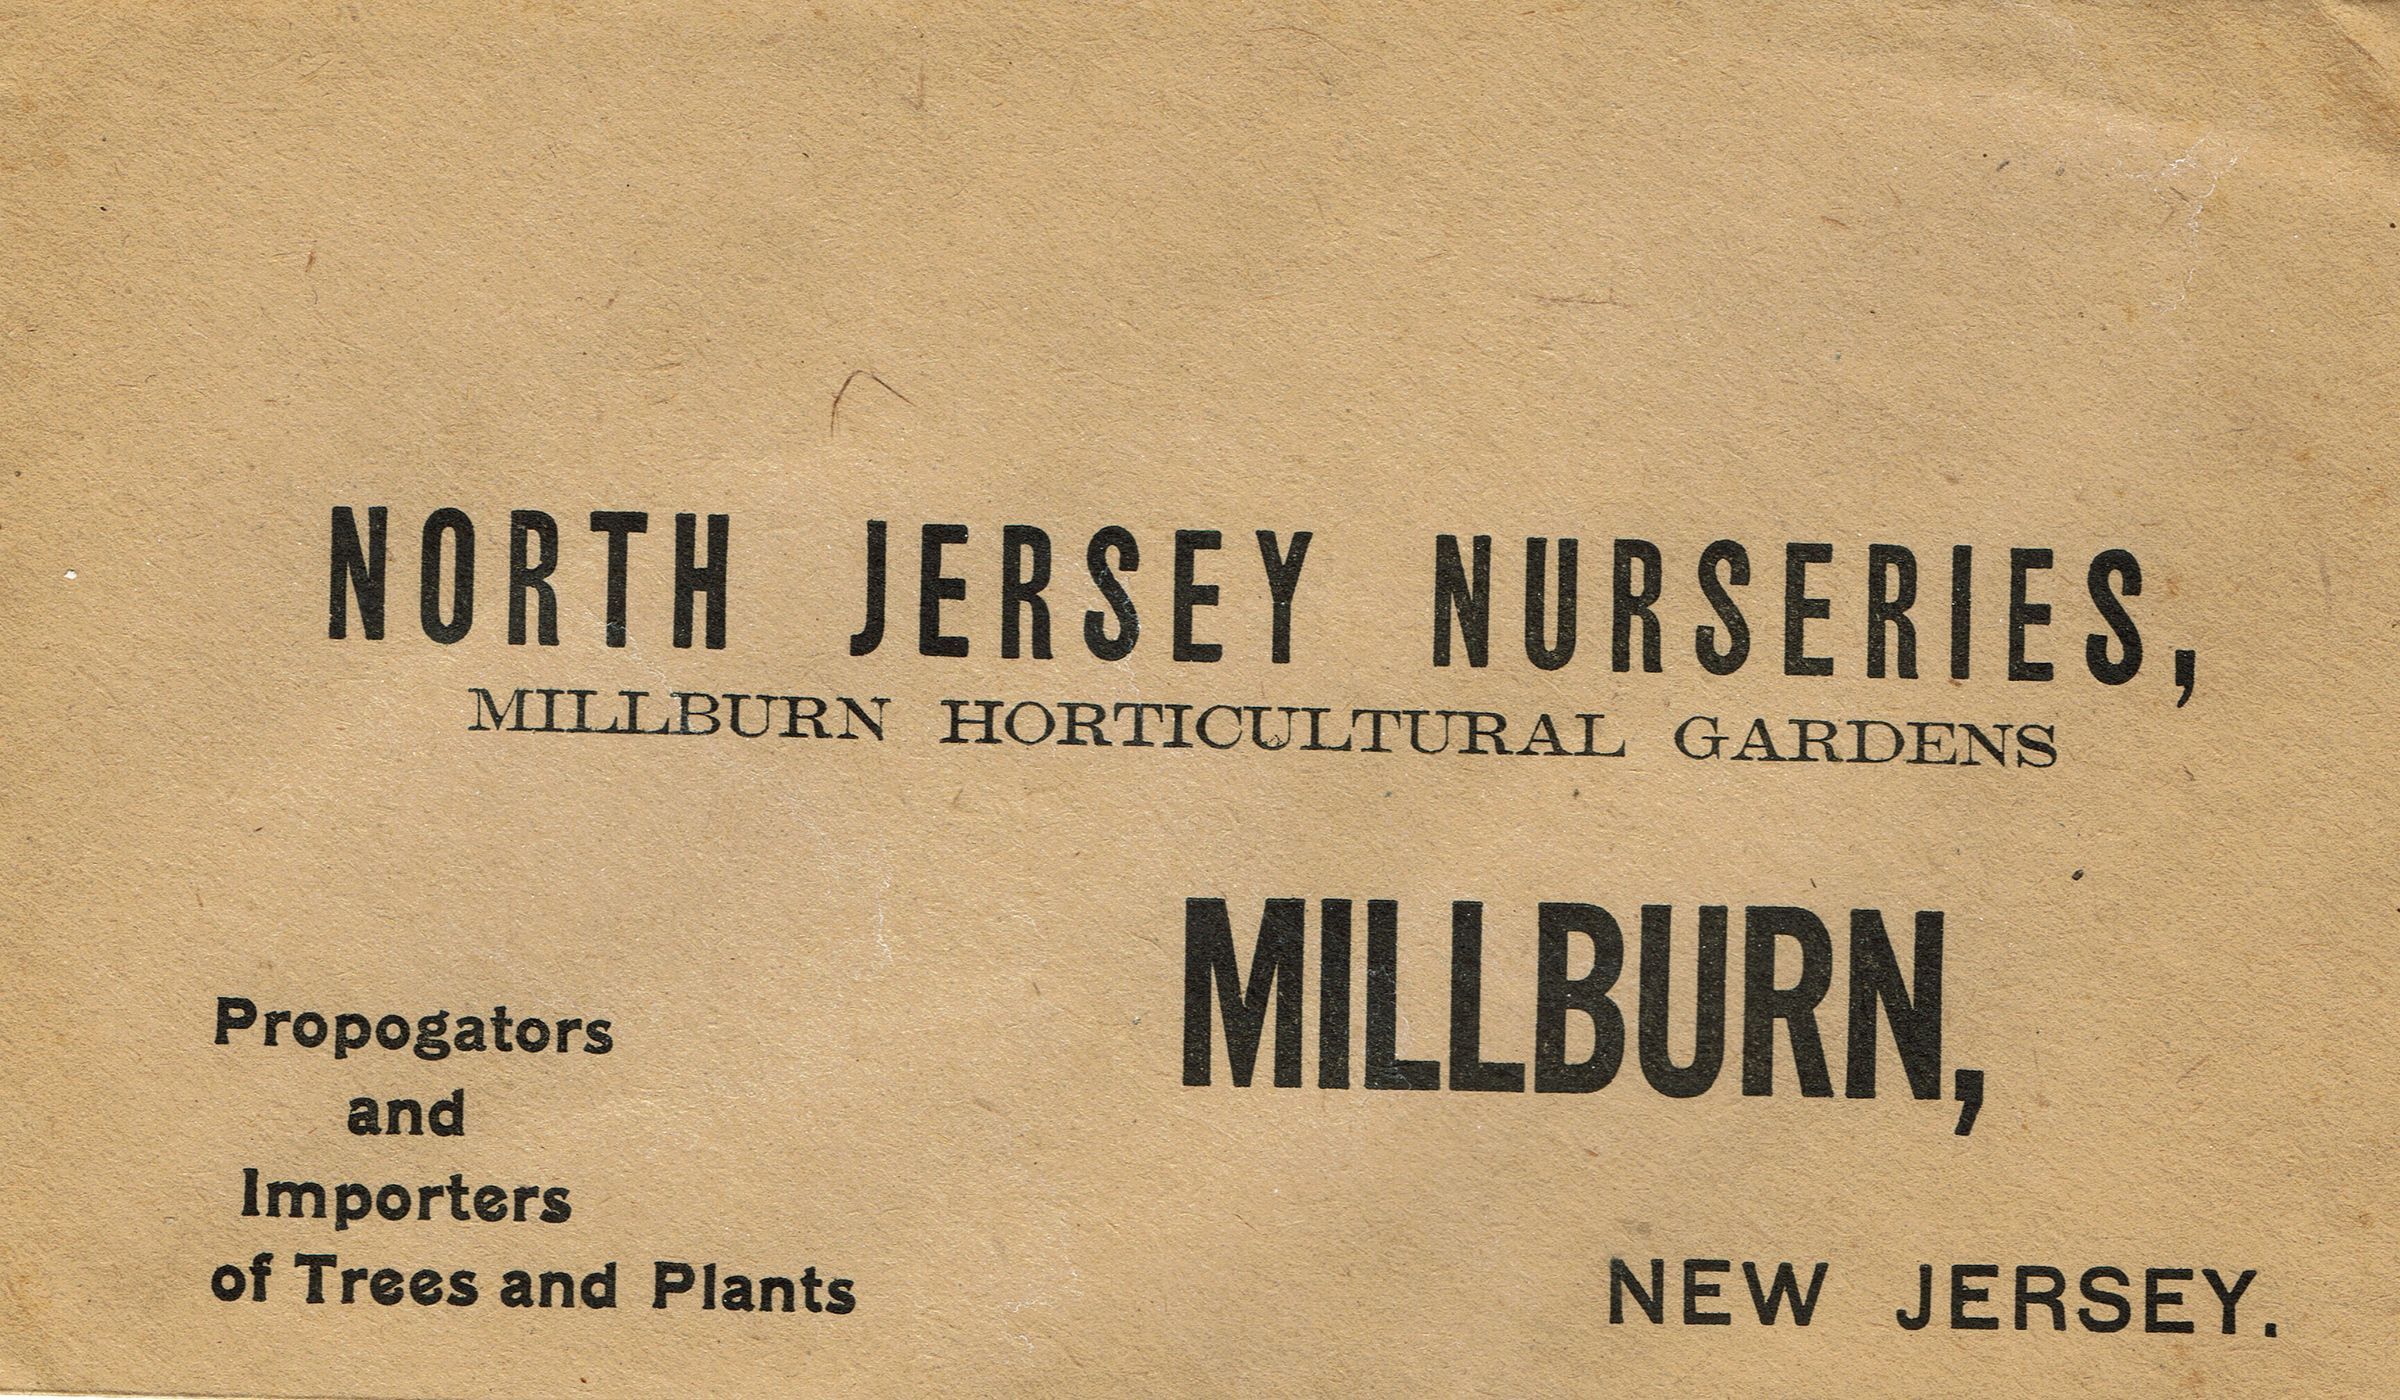 NORTH JERSEY NURSERIES,
MILLBURN HORTICULTURAL GARDENS
MILLBURN,
NEW JERSEY.
Propogators
and
Importers
of Trees and Plants